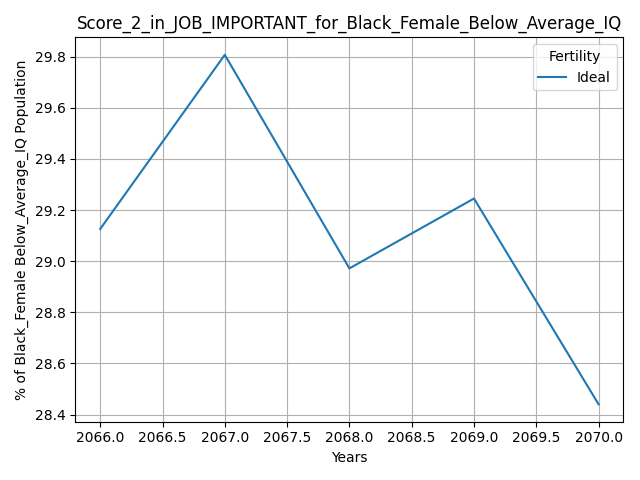 Score_2_in_JOB_IMPORTANT_for_Black_Female_Below_Average_IQ
% of Black_Female Below_Average_IQ Population
29.8
29.6
29.4
29.2
29.0
28.8
28.6
28.4
Fertility
Ideal
2066.0 2066.5 2067.0 2067.5 2068.0 2068.5 2069.0 2069.5 2070.0
Years